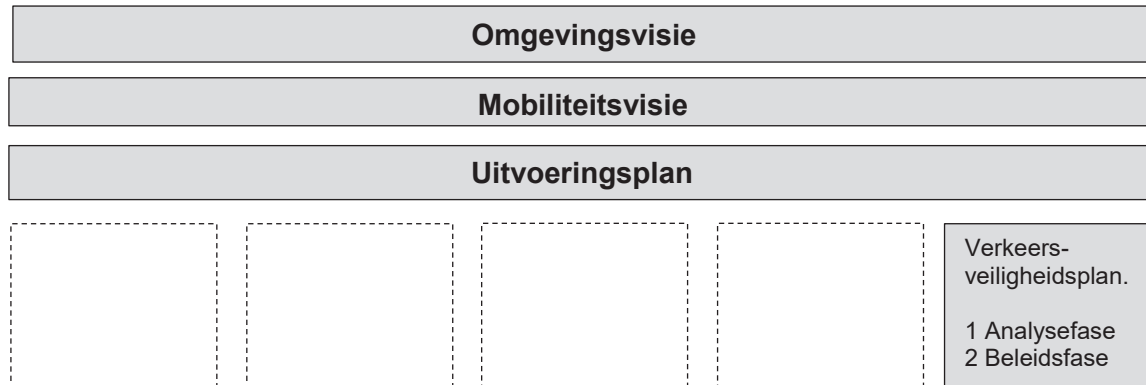 Omgevingsvisie
Mobiliteitsvisie
Uitvoeringsplan
Verkeers-
veiligheidsplan.
1 Analysefase
2 Beleidsfase